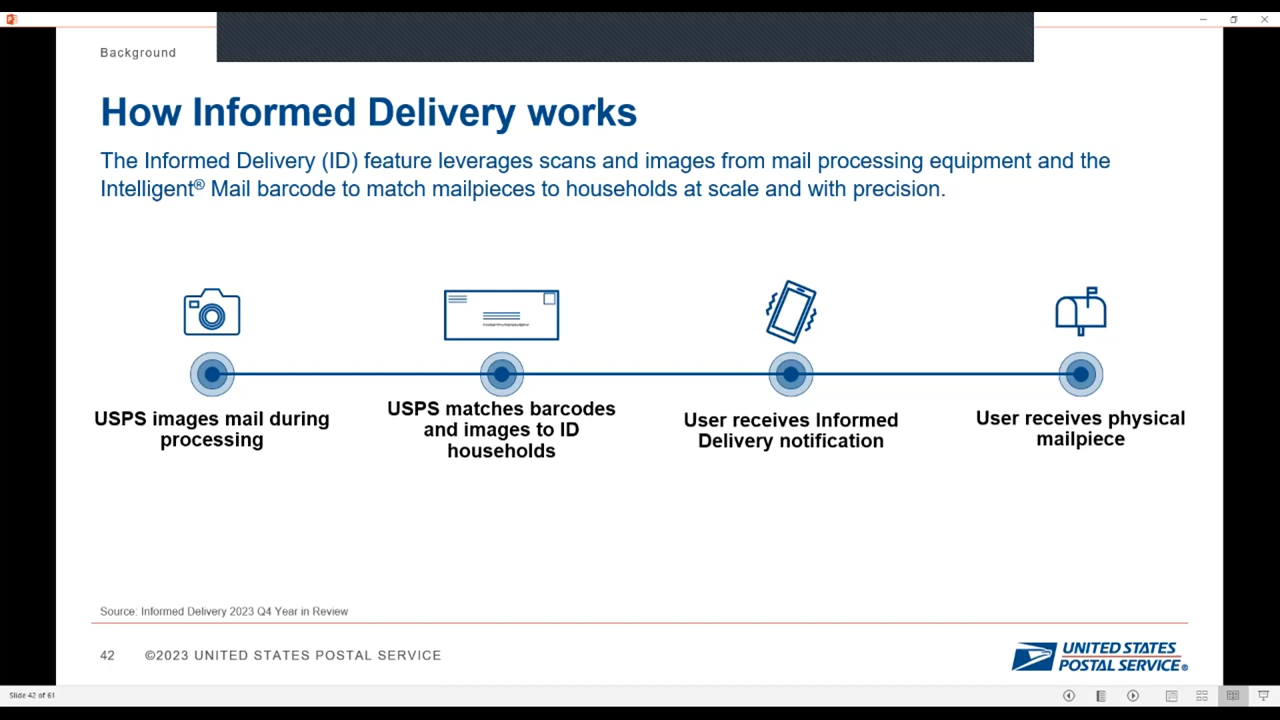 Background
How Informed Delivery works
The Informed Delivery (ID) feature leverages scans and images from mail processing equipment and the
Intelligent® Mail barcode to match mailpieces to households at scale and with precision.
USPS images mail during
processing
USPS matches barcodes
and images to ID
households
User receives Informed
Delivery notification
User receives physical
mailpiece
Source: Informed Delivery 2023 Q4 Year in Review
42 ©2023 UNITED STATES POSTAL SERVICE
UNITED STATES
POSTAL SERVICE®
Slide 42 of 61